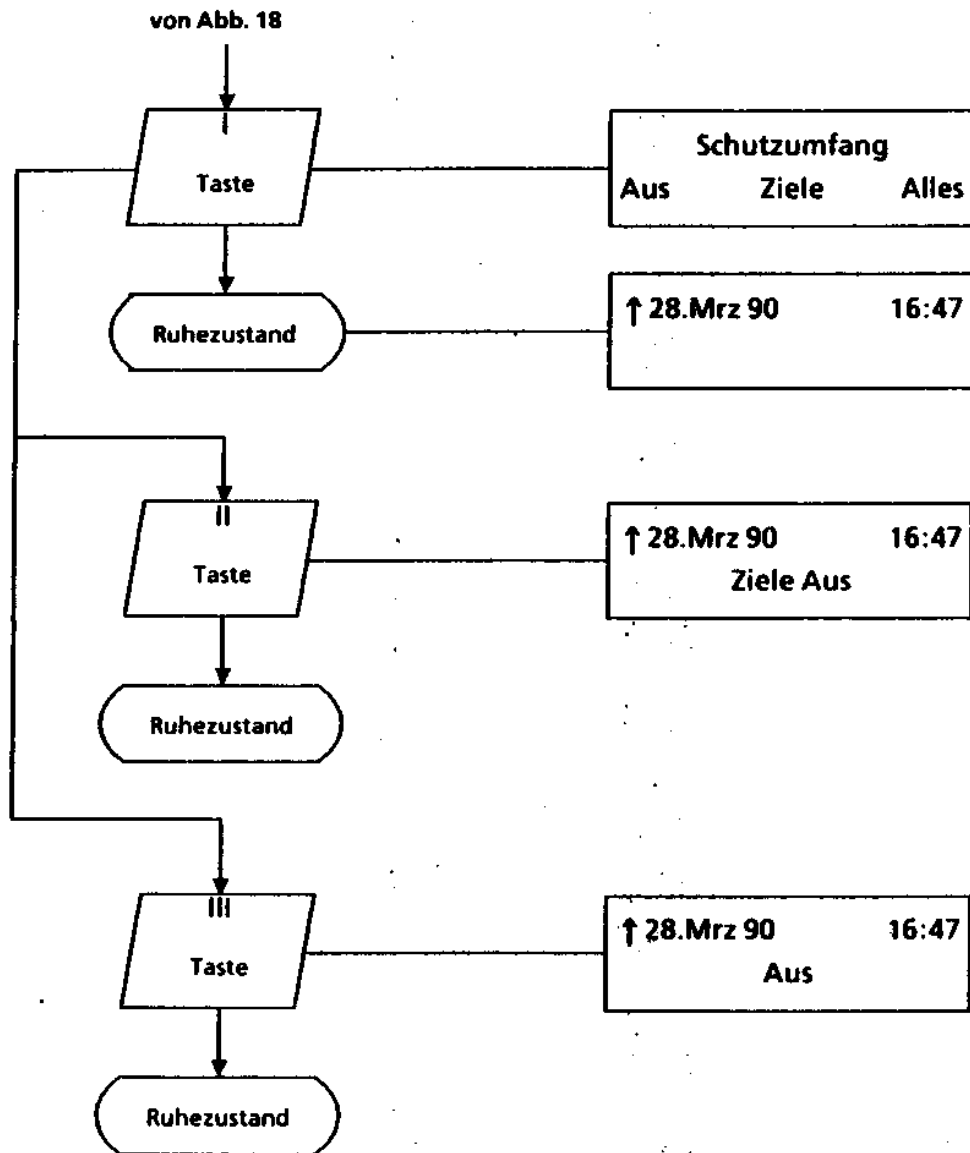 von Abb. 18
I
Taste
Schutzumfang
Aus Ziele Alles
Ruhezustand
↑ 28.Mrz 90 16:47
II
Taste
↑ 28.Mrz 90 16:47
Ziele Aus
Ruhezustand
III
Taste
↑ 28.Mrz 90 16:47
Aus
Ruhezustand